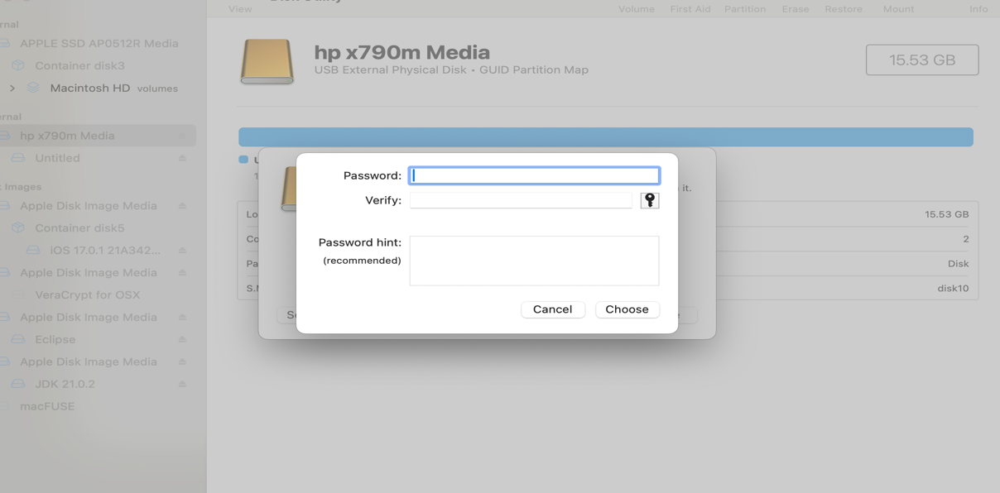 View
Volume First Aid Partition Erase Restore Mount Info
rnal
APPLE SSD AP0512R Media
Container disk3
Macintosh HD volumes
ernal
hp x790m Media
Untitled
t Images
Apple Disk Image Media
Container disk5
iOS 17.0.1 21A342...
Apple Disk Image Media
VeraCrypt for OSX
Apple Disk Image Media
Eclipse
Apple Disk Image Media
JDK 21.0.2
macFUSE
hp x790m Media
USB External Physical Disk • GUID Partition Map
15.53 GB
it.
Lo 15.53 GB
Co 2
Pa Disk
S.M disk10
Password:
Verify:
Password hint:
(recommended)
Cancel Choose